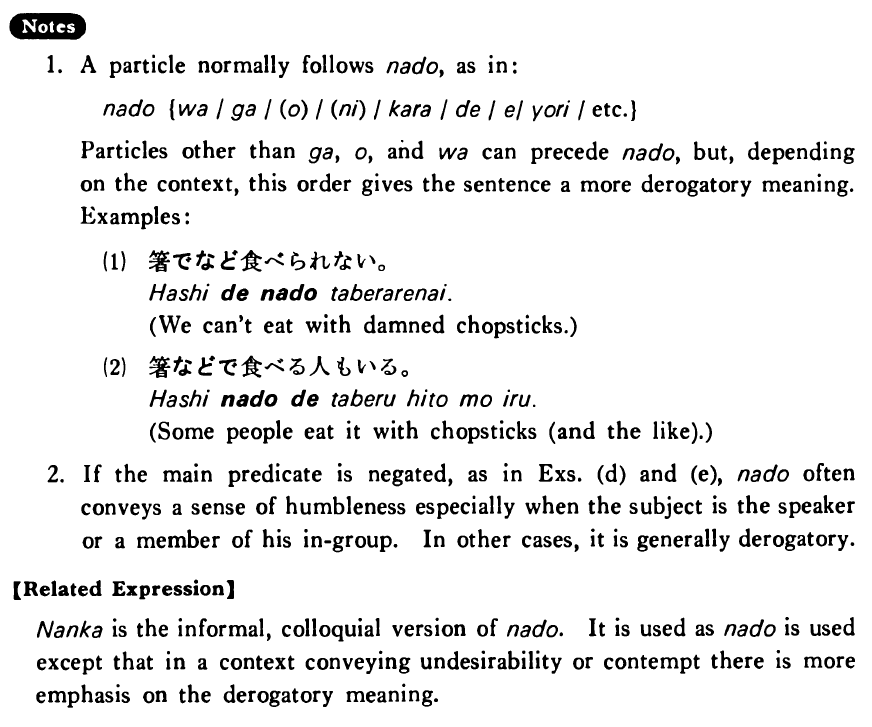 Notes
1. A particle normally follows nado, as in:
nado {wa / ga / (o) / (ni) / kara / de / e/ yori / etc.}
Particles other than ga, o, and wa can precede nado, but, depending
on the context, this order gives the sentence a more derogatory meaning.
Examples:
(1) 箸でなど食べられない。
Hashi de nado taberarenai.
(We can't eat with damned chopsticks.)
(2) 箸などで食べる人もいる。
Hashi nado de taberu hito mo iru.
(Some people eat it with chopsticks (and the like).)
2. If the main predicate is negated, as in Exs. (d) and (e), nado often
conveys a sense of humbleness especially when the subject is the speaker
or a member of his in-group. In other cases, it is generally derogatory.
【Related Expression】
Nanka is the informal, colloquial version of nado. It is used as nado is used
except that in a context conveying undesirability or contempt there is more
emphasis on the derogatory meaning.